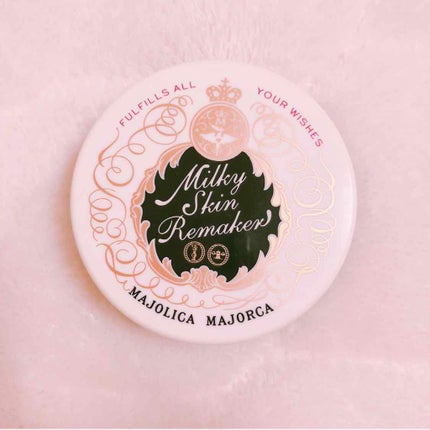 FULFILLS ALL YOUR WISHES
Milky
Skin
Remaker
MAJOLICA MAJORCA